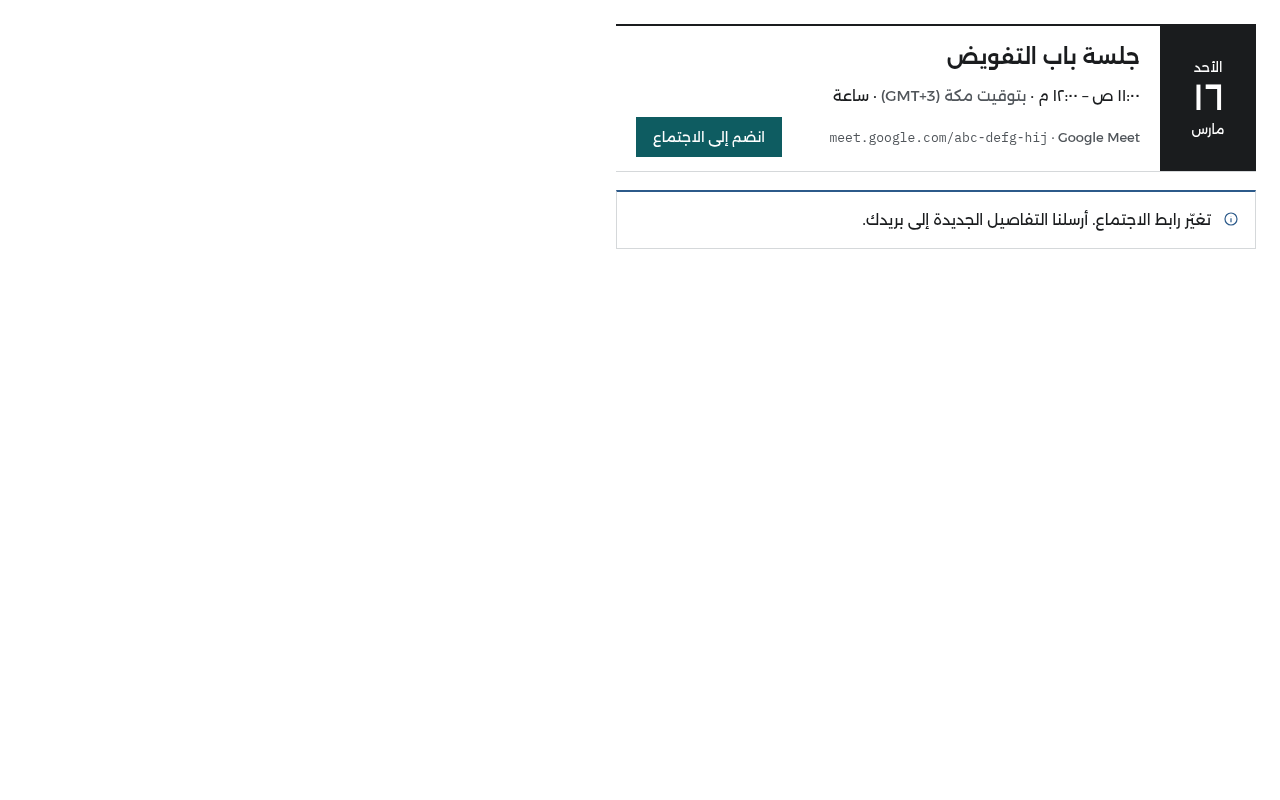 الأحد
١٦
مارس
جلسة باب التفويض
١١:٠٠ ص – ١٢:٠٠ م · بتوقيت مكة (GMT+3) · ساعة
Google Meet · meet.google.com/abc-defg-hij
انضم إلى الاجتماع
تغيّر رابط الاجتماع. أرسلنا التفاصيل الجديدة إلى بريدك.